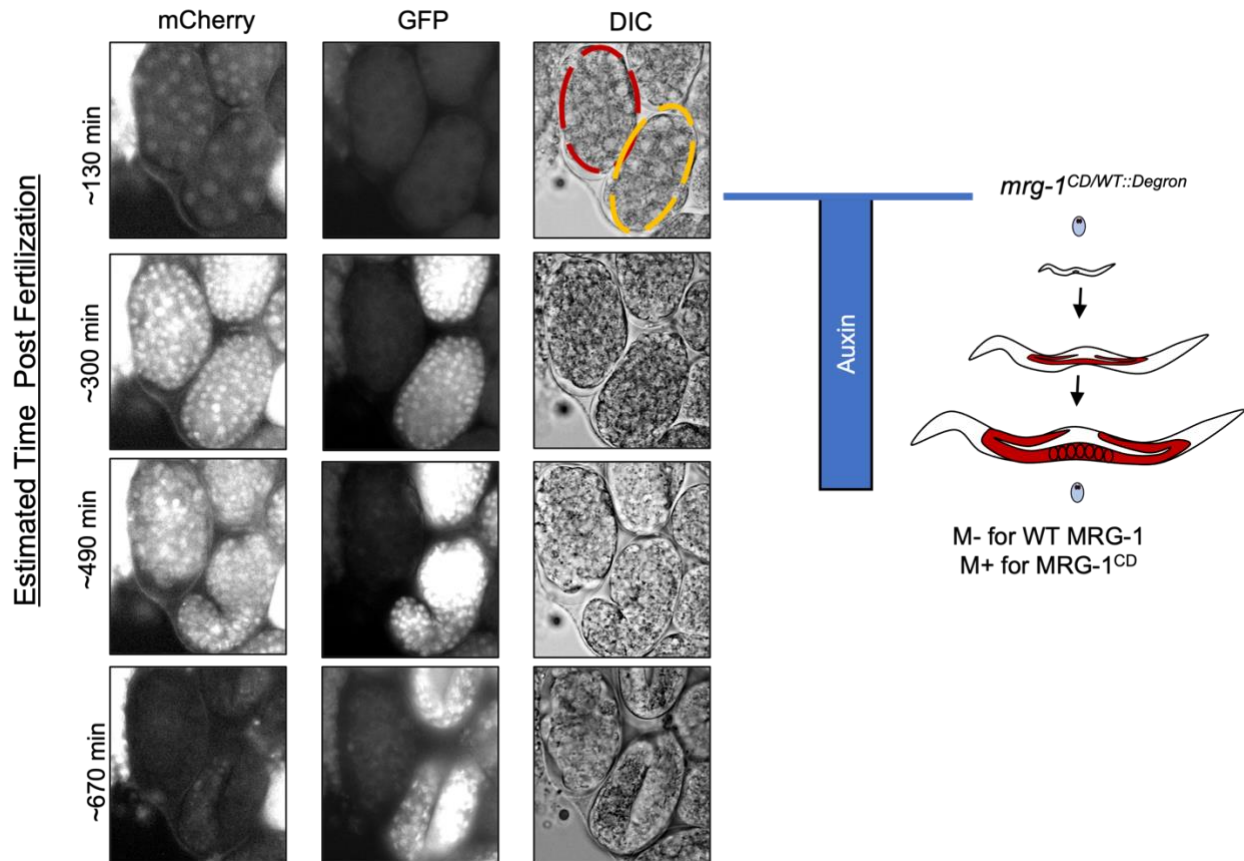 mCherry
GFP
DIC
Estimated Time Post Fertilization
~130 min
~300 min
~490 min
~670 min
Auxin
mrg-1CD/WT::Degron
M- for WT MRG-1
M+ for MRG-1CD